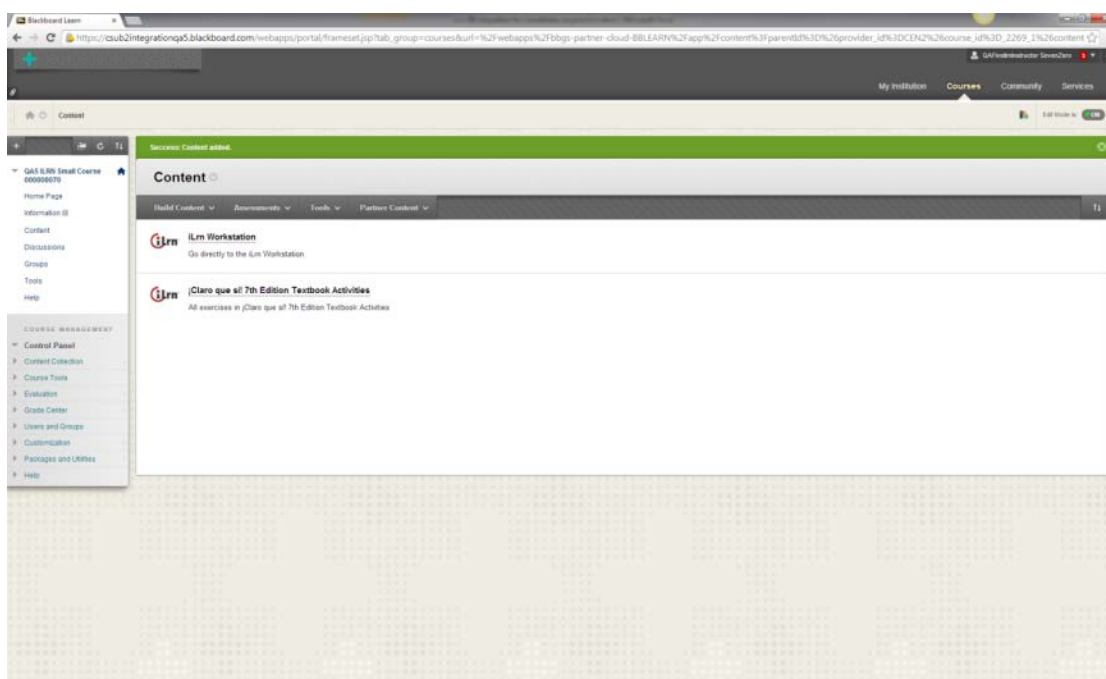 Blackboard Learn
https://csub2integrationqa5.blackboard.com/webapps/portal/frameset.jsp?tab_group=courses&url=%2Fwebapps%2Fbbgs-partner-cloud-BBLEARN%2Fapp%2Fcontent%3FparentId%3D%26provider_id%3DCEN2%26course_id%3D_2269_1%26content
My Institution Courses Community Services
Content
Edit Mode is: ON
Success: Content added.
QA5 ILRN Small Course 000000070
Home Page
Information
Content
Discussions
Groups
Tools
Help
COURSE MANAGEMENT
Control Panel
Content Collection
Course Tools
Evaluation
Grade Center
Users and Groups
Customization
Packages and Utilities
Help
Content
Build Content Assessments Tools Partner Content
iLrn iLrn Workstation
Go directly to the iLrn Workstation
iLrn ¡Claro que sí! 7th Edition Textbook Activities
All exercises in ¡Claro que sí! 7th Edition Textbook Activities